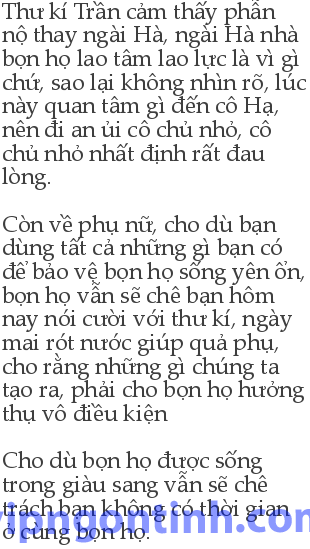 Thư kí Trần cảm thấy phẫn
nộ thay ngài Hà, ngài Hà nhà
bọn họ lao tâm lao lực là vì gì
chứ, sao lại không nhìn rõ, lúc
này quan tâm gì đến cô Hạ,
nên đi an ủi cô chủ nhỏ, cô
chủ nhỏ nhất định rất đau
lòng.
Còn về phụ nữ, cho dù bạn
dùng tất cả những gì bạn có
để bảo vệ bọn họ sống yên ổn,
bọn họ vẫn sẽ chê bạn hôm
nay nói cười với thư kí, ngày
mai rót nước giúp quả phụ,
cho rằng những gì chúng ta
tạo ra, phải cho bọn họ hưởng
thụ vô điều kiện
Cho dù bọn họ được sống
trong giàu sang vẫn sẽ chê
trách bạn không có thời gian
ở cùng bọn họ.
vipngontinh.com